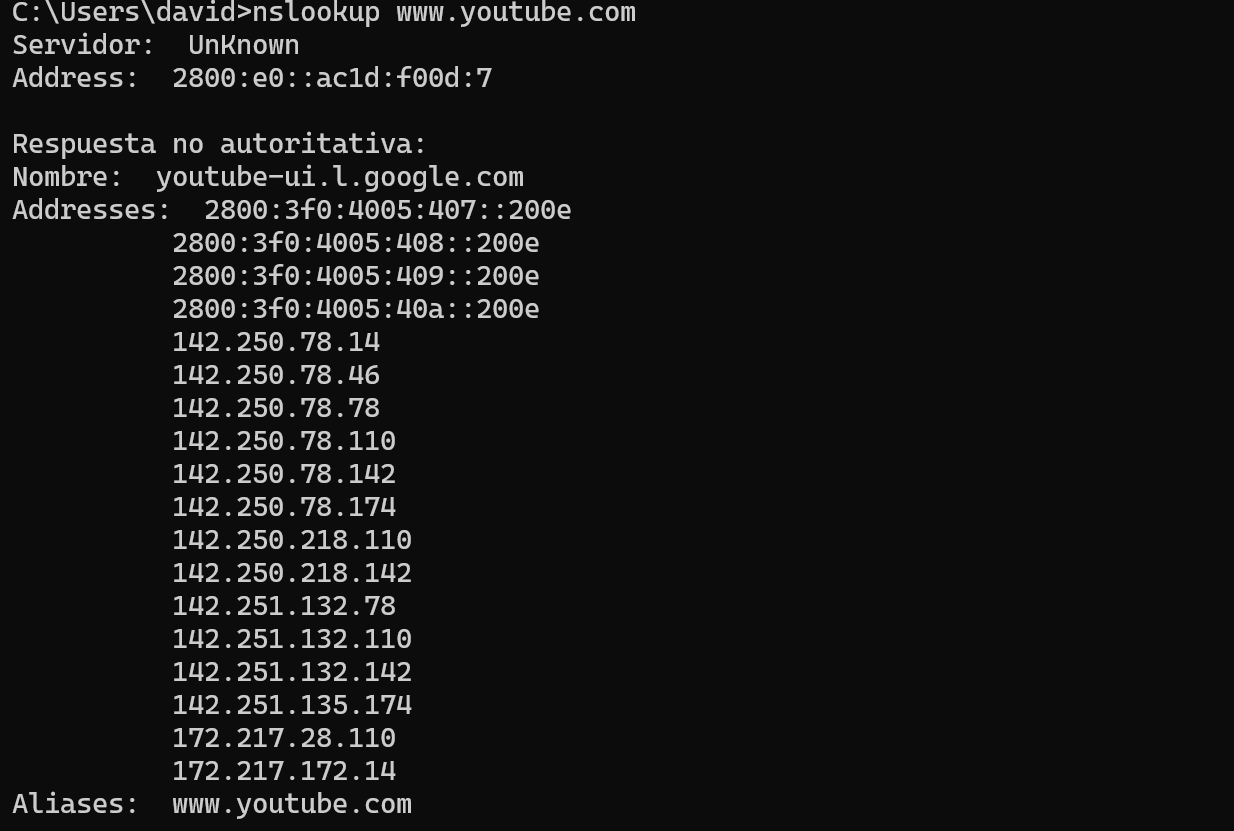 C:\Users\david>nslookup www.youtube.com
Servidor:  UnKnown
Address:  2800:e0::ac1d:f00d:7

Respuesta no autoritativa:
Nombre:  youtube-ui.l.google.com
Addresses:  2800:3f0:4005:407::200e
          2800:3f0:4005:408::200e
          2800:3f0:4005:409::200e
          2800:3f0:4005:40a::200e
          142.250.78.14
          142.250.78.46
          142.250.78.78
          142.250.78.110
          142.250.78.142
          142.250.78.174
          142.250.218.110
          142.250.218.142
          142.251.132.78
          142.251.132.110
          142.251.132.142
          142.251.135.174
          172.217.28.110
          172.217.172.14
Aliases:  www.youtube.com